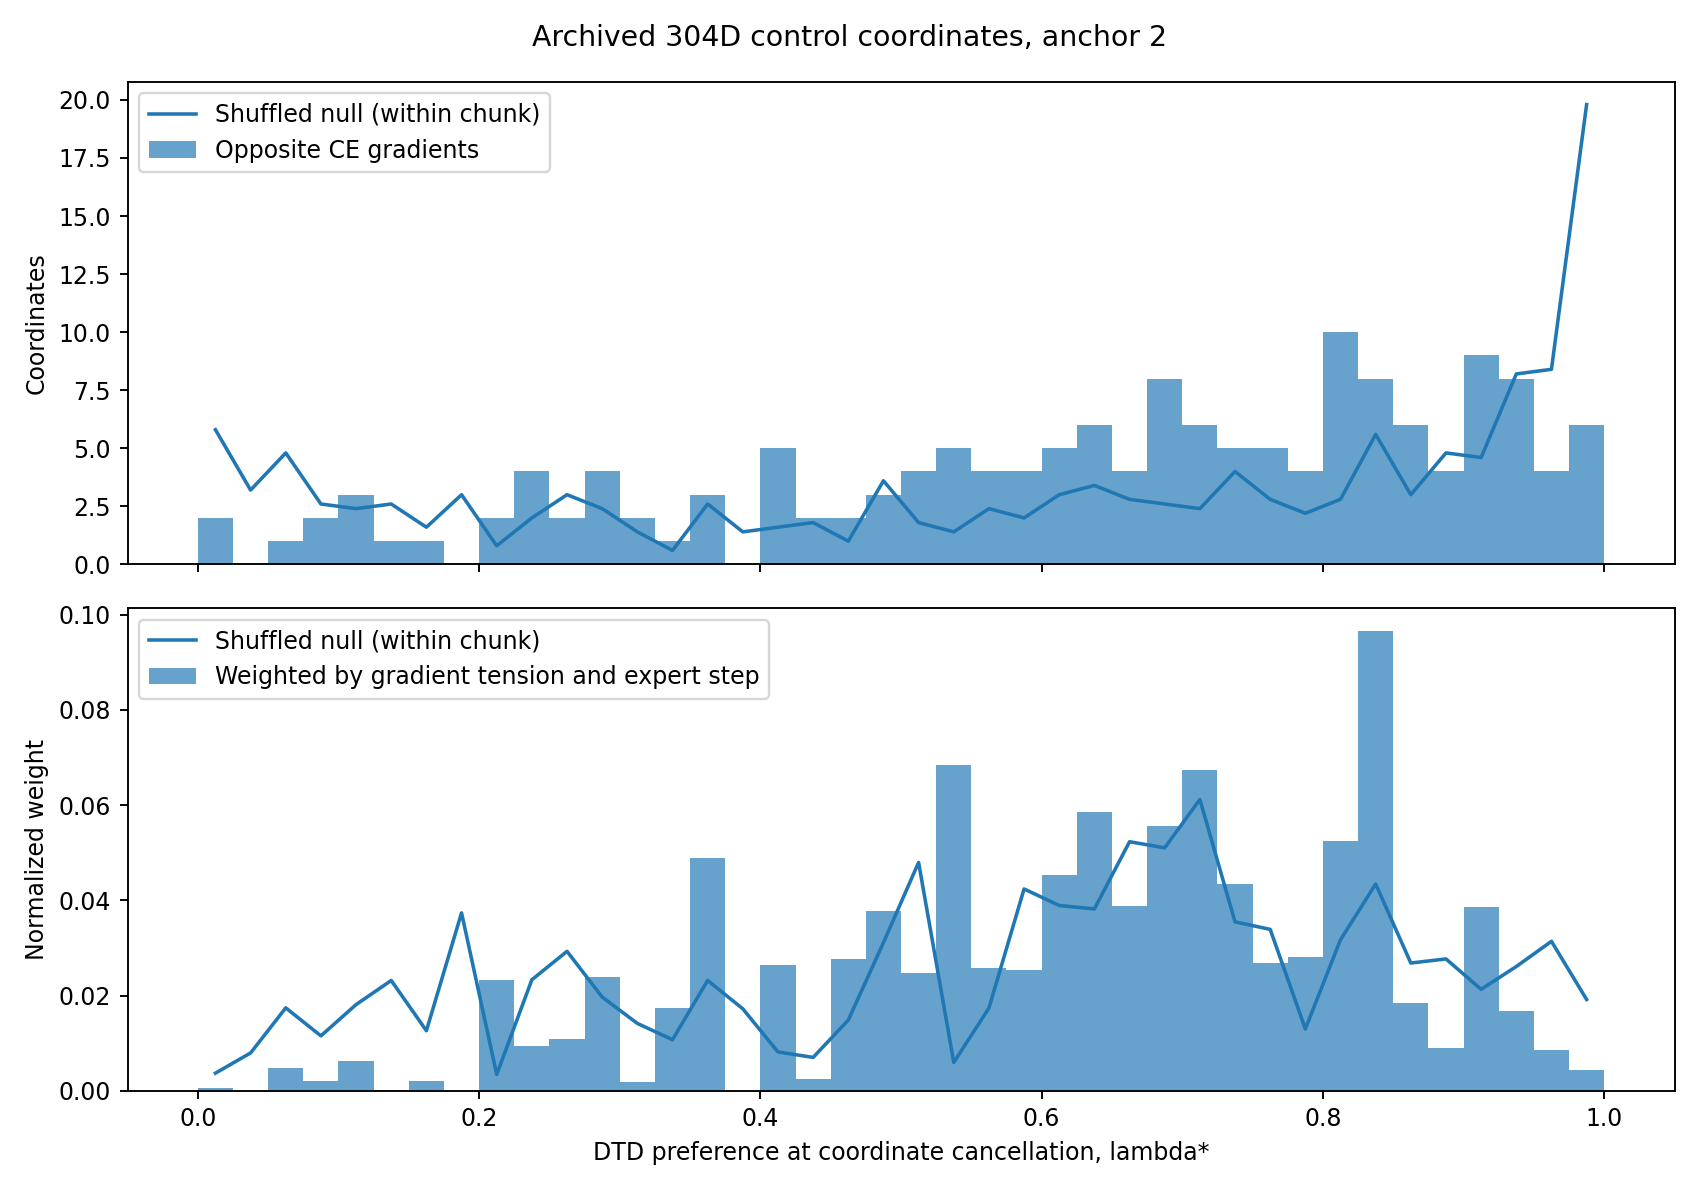 Archived 304D control coordinates, anchor 2
Shuffled null (within chunk)
Opposite CE gradients
Coordinates
20.0
17.5
15.0
12.5
10.0
7.5
5.0
2.5
0.0
Shuffled null (within chunk)
Weighted by gradient tension and expert step
Normalized weight
0.10
0.08
0.06
0.04
0.02
0.00
0.0 0.2 0.4 0.6 0.8 1.0
DTD preference at coordinate cancellation, lambda*